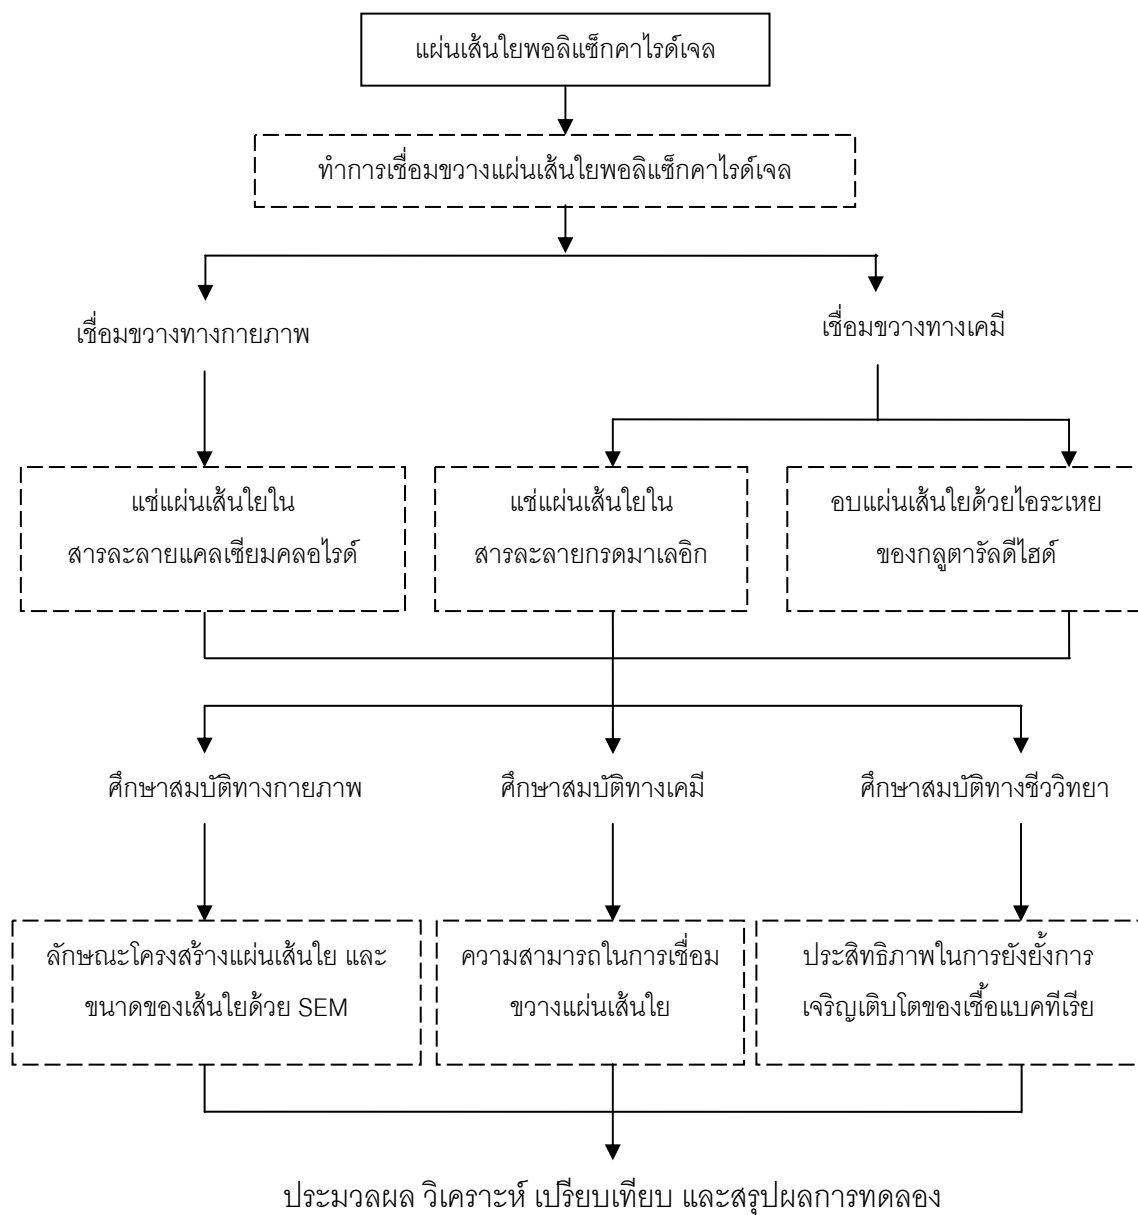 แผ่นเส้นใยพอลิแซ็กคาไรด์เจล
ทำการเชื่อมขวางแผ่นเส้นใยพอลิแซ็กคาไรด์เจล
เชื่อมขวางทางกายภาพ
เชื่อมขวางทางเคมี
แช่แผ่นเส้นใยใน
สารละลายแคลเซียมคลอไรด์
แช่แผ่นเส้นใยใน
สารละลายกรดมาเลอิก
อบแผ่นเส้นใยด้วยไอระเหย
ของกลูตารัลดีไฮด์
ศึกษาสมบัติทางกายภาพ
ศึกษาสมบัติทางเคมี
ศึกษาสมบัติทางชีววิทยา
ลักษณะโครงสร้างแผ่นเส้นใย และ
ขนาดของเส้นใยด้วย SEM
ความสามารถในการเชื่อม
ขวางแผ่นเส้นใย
ประสิทธิภาพในการยังยั้งการ
เจริญเติบโตของเชื้อแบคทีเรีย
ประมวลผล วิเคราะห์ เปรียบเทียบ และสรุปผลการทดลอง